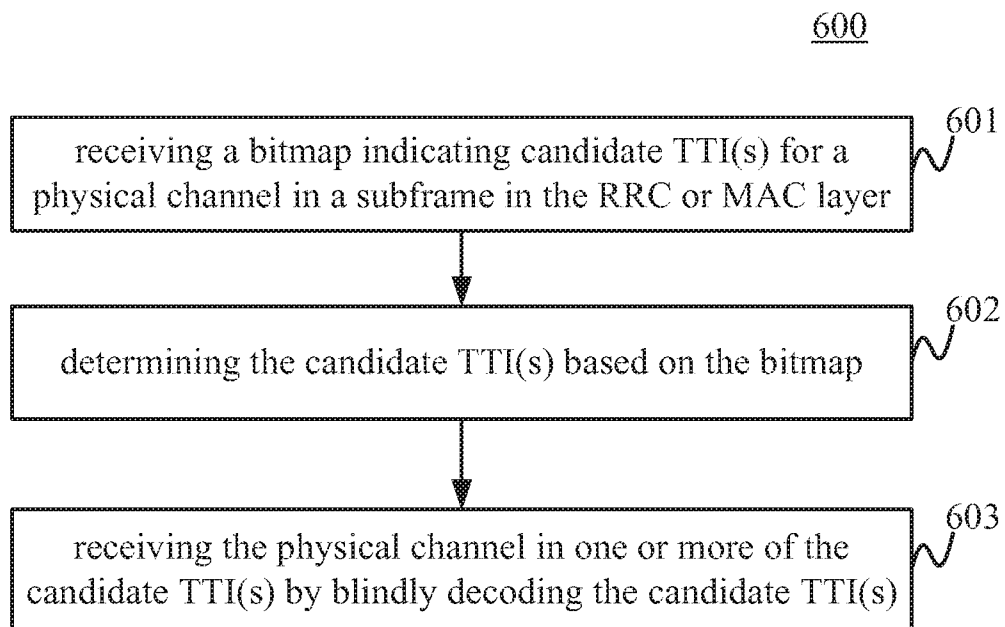 600
601
receiving a bitmap indicating candidate TTI(s) for a
physical channel in a subframe in the RRC or MAC layer
602
determining the candidate TTI(s) based on the bitmap
603
receiving the physical channel in one or more of the
candidate TTI(s) by blindly decoding the candidate TTI(s)